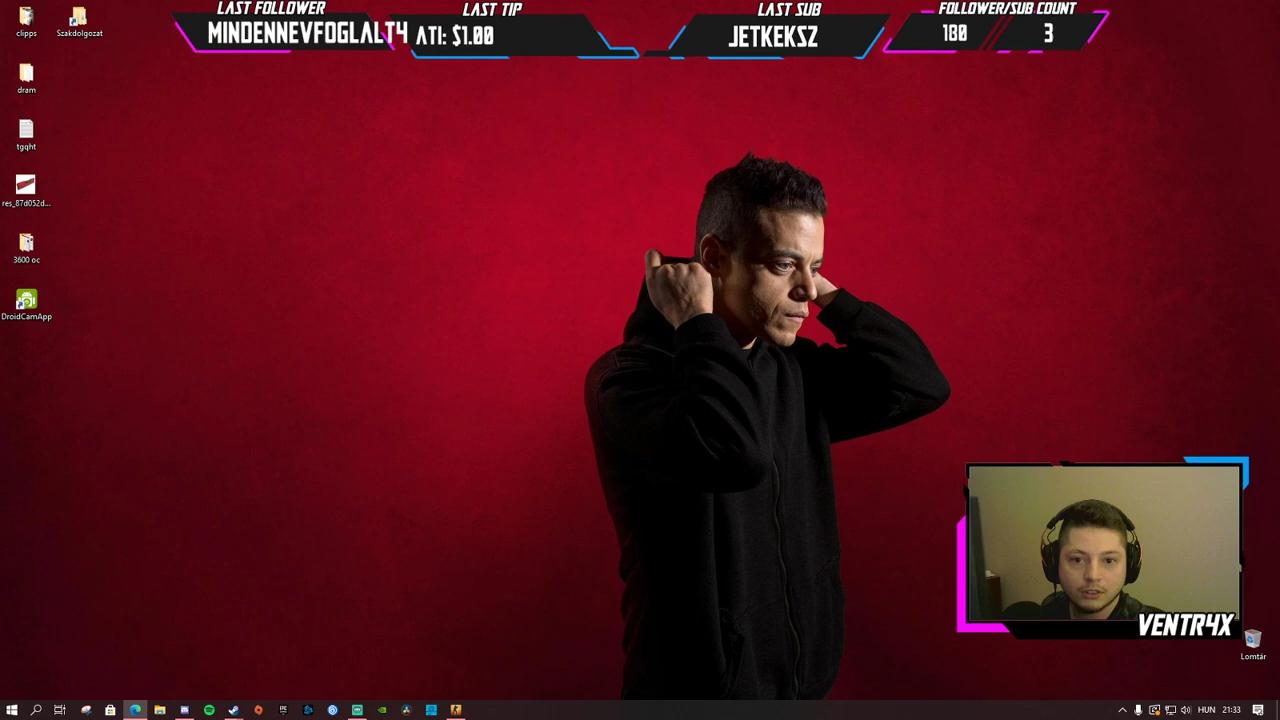 LAST FOLLOWER
MINDENNEVFOGLALT4
LAST TIP
ATI: $1.00
LAST SUB
JETKEKSZ
FOLLOWER/SUB COUNT
180
3
clipps
Szakdolgozat
dram
tgqht
res_87d052d...
3600 oc
DroidCamApp
VENTR4X
Lomtár
HUN
21:33